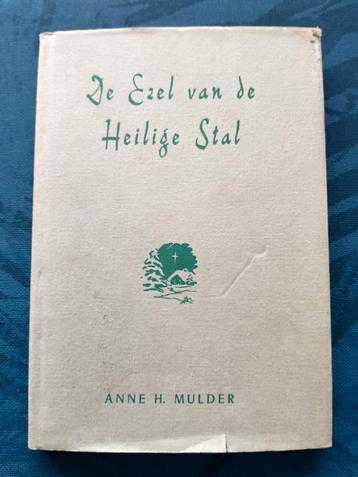 De Ezel van de
Heilige Stal
ANNE H. MULDER